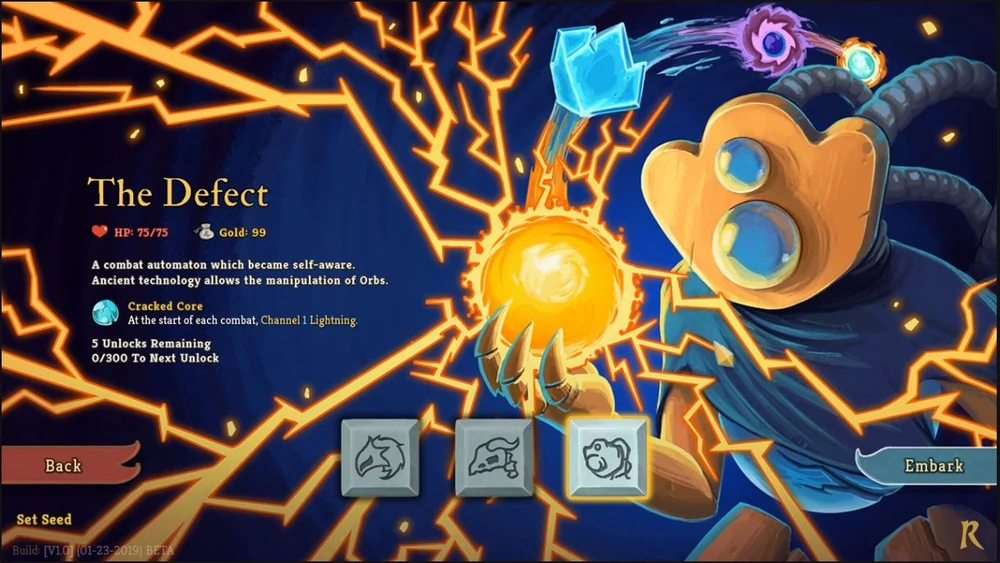 The Defect
HP: 75/75 Gold: 99
A combat automaton which became self-aware.
Ancient technology allows the manipulation of Orbs.
Cracked Core
At the start of each combat, Channel 1 Lightning.
5 Unlocks Remaining
0/300 To Next Unlock
Back
Embark
Set Seed
Build: [V1.0] (01-23-2019) BETA
R